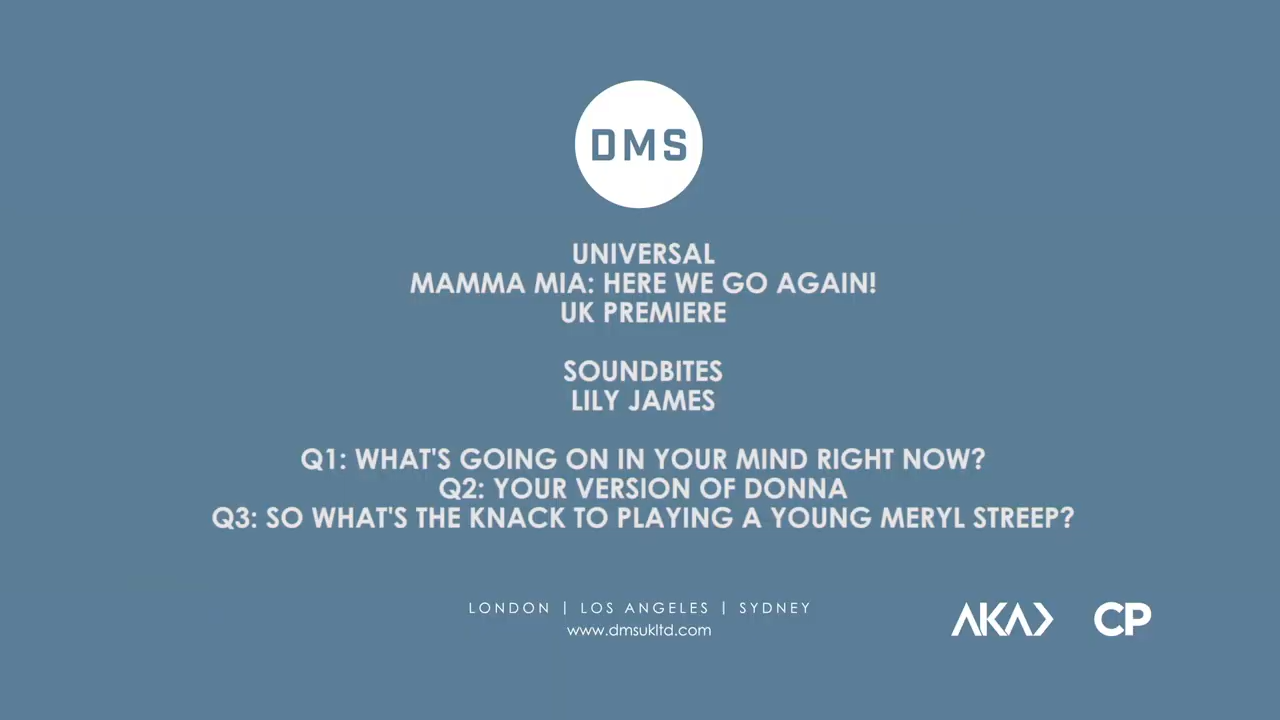 DMS
UNIVERSAL
MAMMA MIA: HERE WE GO AGAIN!
UK PREMIERE
SOUNDBITES
LILY JAMES
Q1: WHAT'S GOING ON IN YOUR MIND RIGHT NOW?
Q2: YOUR VERSION OF DONNA
Q3: SO WHAT'S THE KNACK TO PLAYING A YOUNG MERYL STREEP?
LONDON | LOS ANGELES | SYDNEY
www.dmsukltd.com
AKA CP